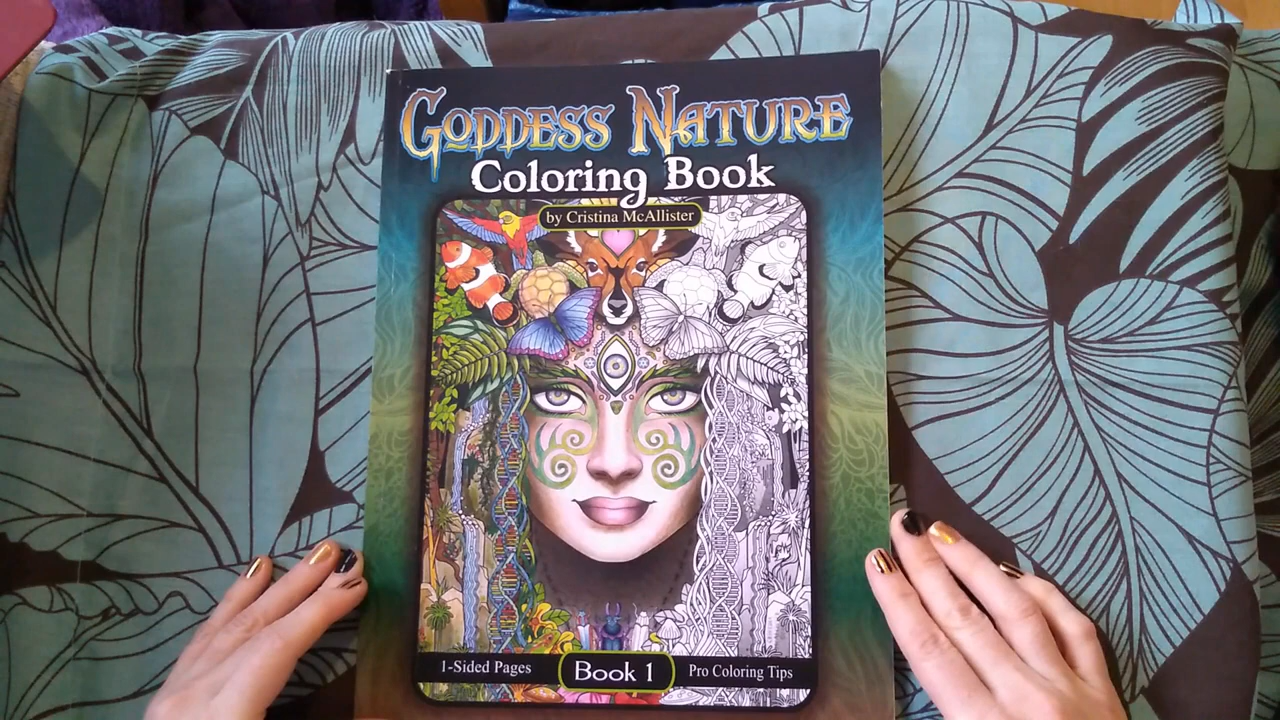 GODDESS NATURE
Coloring Book
by Cristina McAllister
1-Sided Pages
Book 1
Pro Coloring Tips